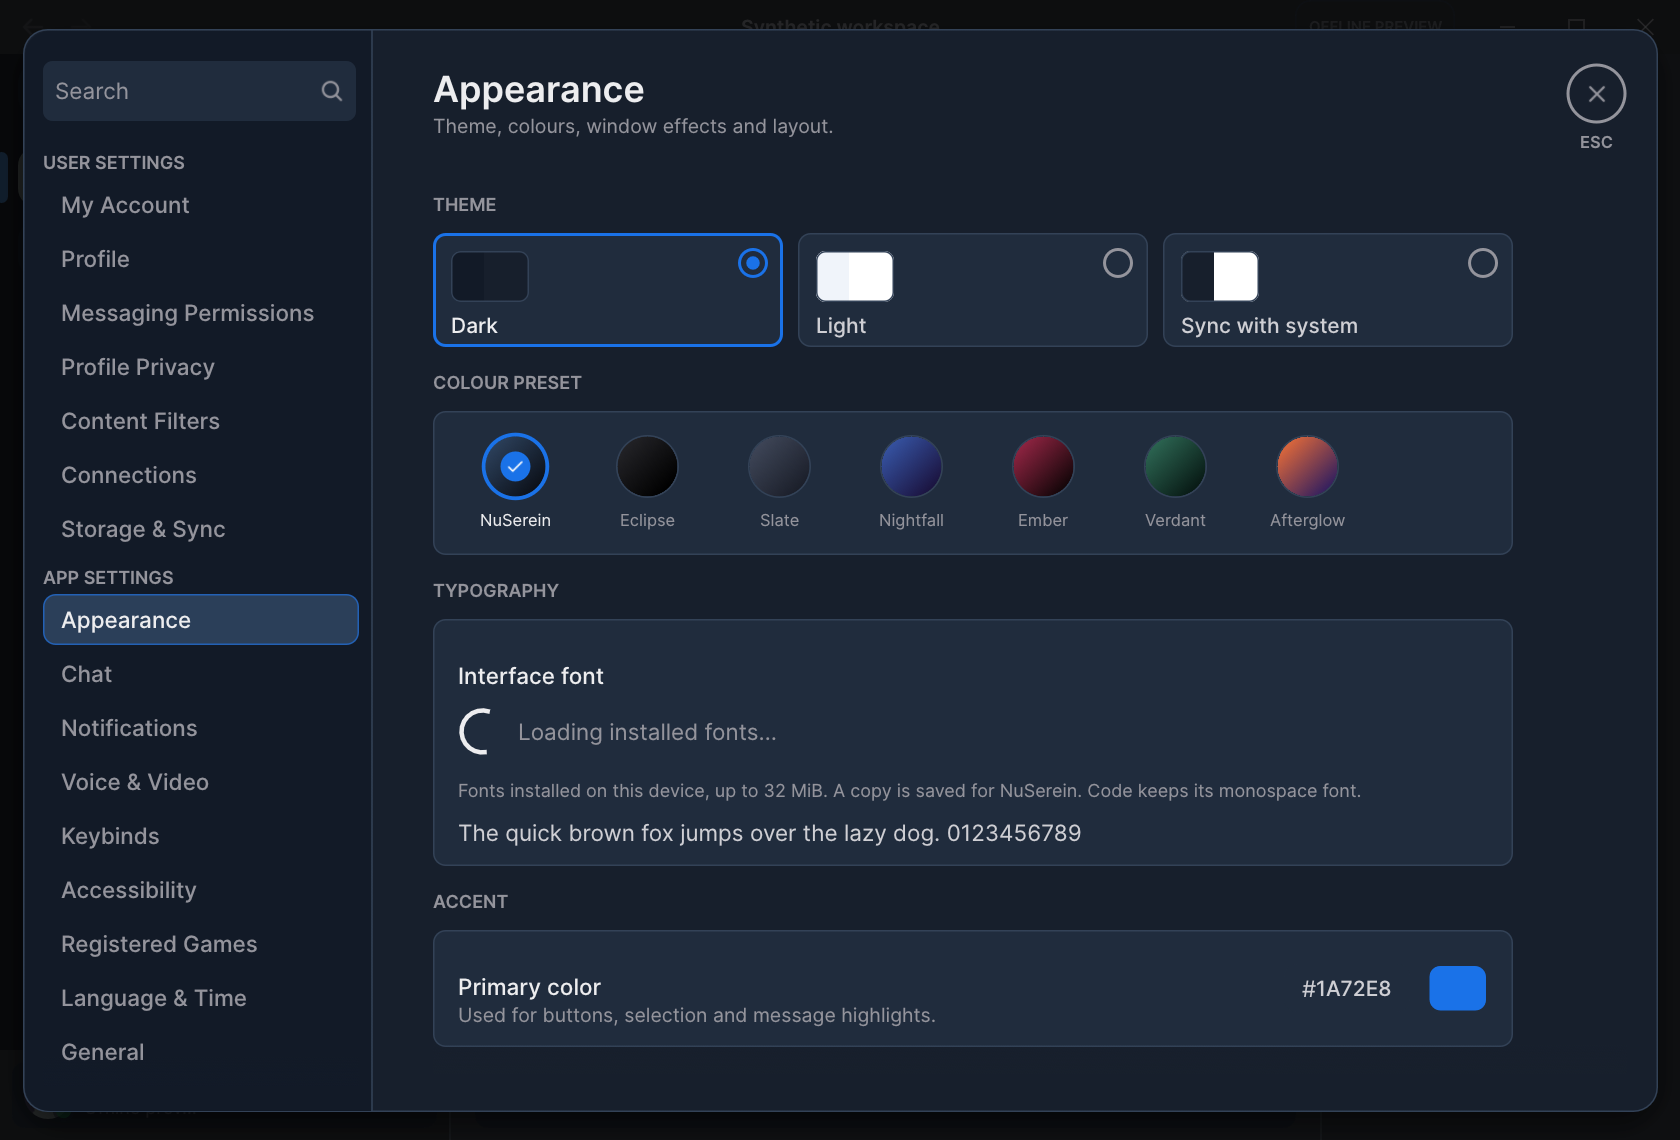 Synthetic workspace
OFFLINE PREVIEW
Search
USER SETTINGS
My Account
Profile
Messaging Permissions
Profile Privacy
Content Filters
Connections
Storage & Sync
APP SETTINGS
Appearance
Chat
Notifications
Voice & Video
Keybinds
Accessibility
Registered Games
Language & Time
General
Appearance
Theme, colours, window effects and layout.
ESC
THEME
Dark
Light
Sync with system
COLOUR PRESET
NuSerein
Eclipse
Slate
Nightfall
Ember
Verdant
Afterglow
TYPOGRAPHY
Interface font
Loading installed fonts...
Fonts installed on this device, up to 32 MiB. A copy is saved for NuSerein. Code keeps its monospace font.
The quick brown fox jumps over the lazy dog. 0123456789
ACCENT
Primary color
#1A72E8
Used for buttons, selection and message highlights.